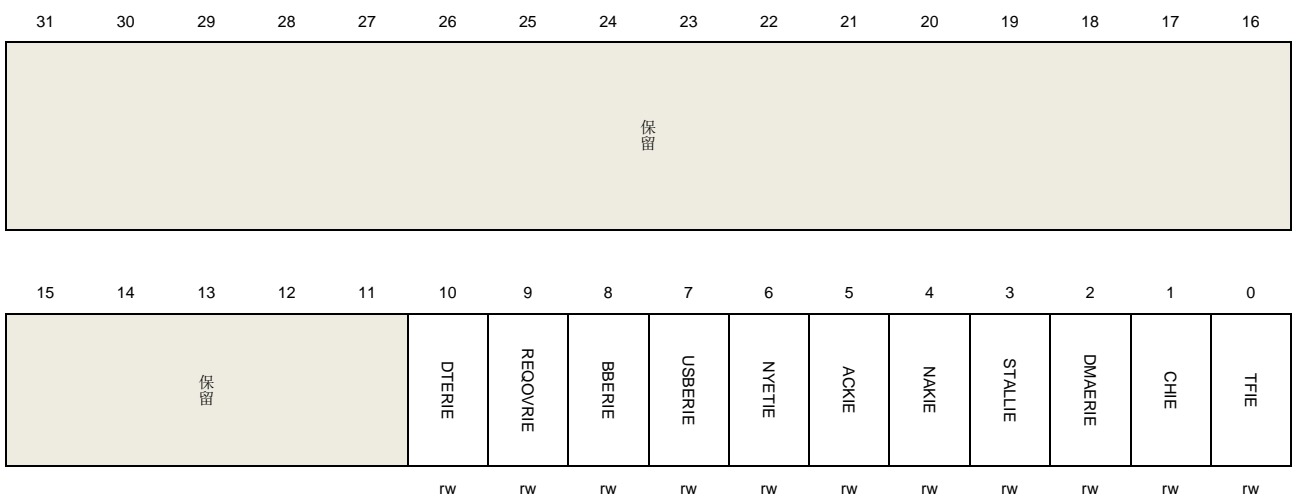 31 30 29 28 27 26 25 24 23 22 21 20 19 18 17 16
保留
15 14 13 12 11 10 9 8 7 6 5 4 3 2 1 0
保留 DTERIE REQOVRIE BBERIE USBERIE NYETIE ACKIE NAKIE STALLIE DMAERIE CHIE TFIE
rw rw rw rw rw rw rw rw rw rw rw